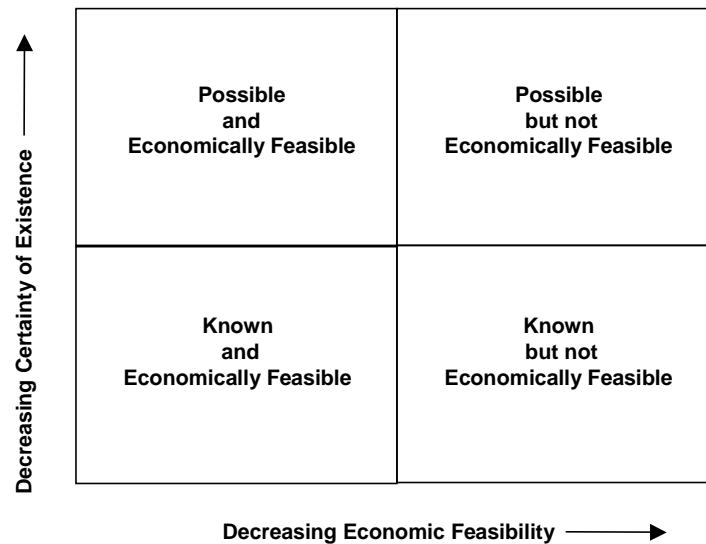 Decreasing Certainty of Existence
Possible
and
Economically Feasible
Possible
but not
Economically Feasible
Known
and
Economically Feasible
Known
but not
Economically Feasible
Decreasing Economic Feasibility